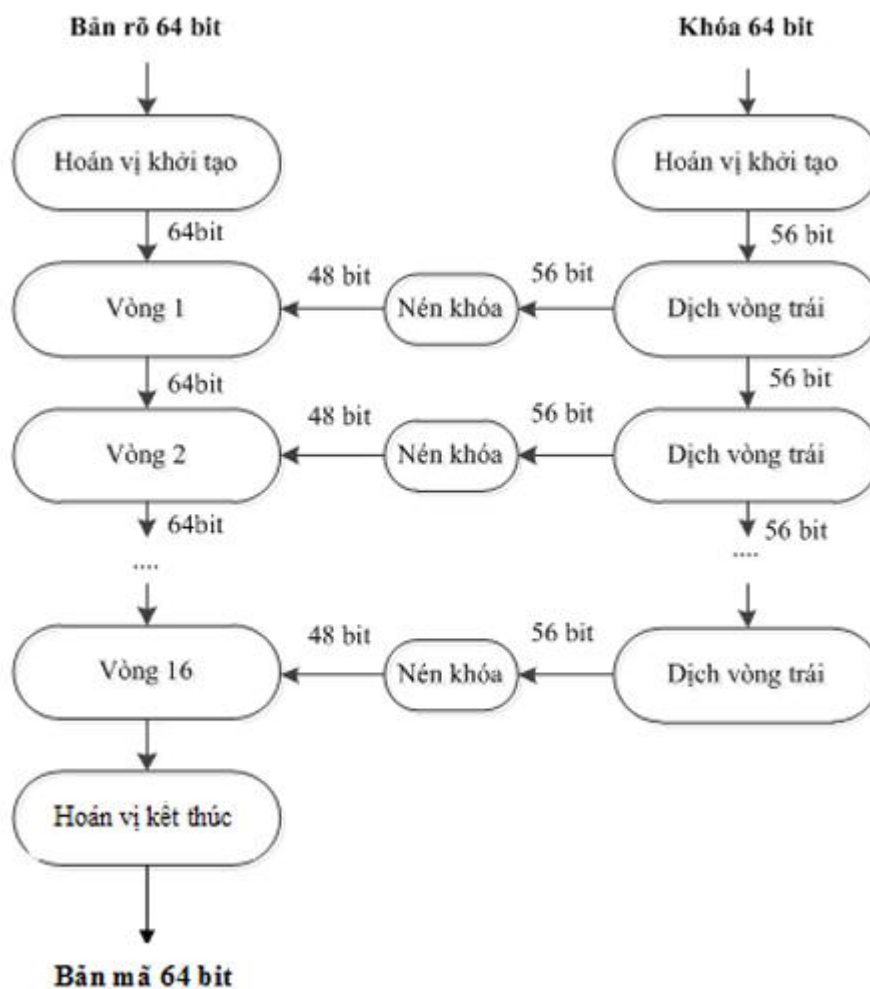 Bản rõ 64 bit
Khóa 64 bit
Hoán vị khởi tạo
Hoán vị khởi tạo
64bit
56 bit
Vòng 1
48 bit
Nén khóa
56 bit
Dịch vòng trái
64bit
56 bit
Vòng 2
48 bit
Nén khóa
56 bit
Dịch vòng trái
64bit
56 bit
....
....
Vòng 16
48 bit
Nén khóa
56 bit
Dịch vòng trái
Hoán vị kết thúc
Bản mã 64 bit